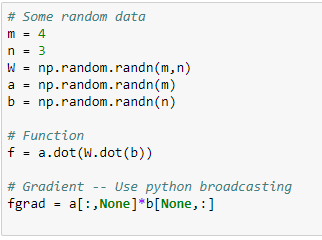 # Some random data
m = 4
n = 3
W = np.random.randn(m,n)
a = np.random.randn(m)
b = np.random.randn(n)
# Function
f = a.dot(W.dot(b))
# Gradient -- Use python broadcasting
fgrad = a[:,None]*b[None,:]